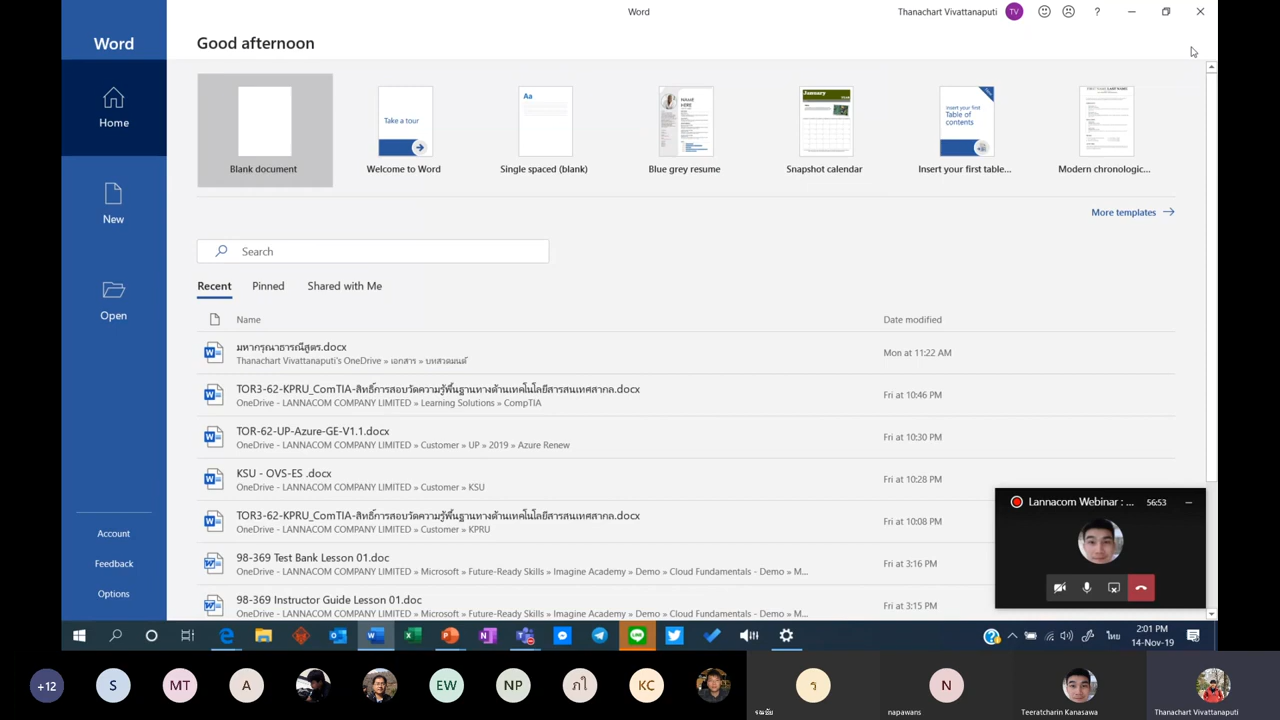 Word
Thanachart Vivattanaputi
TV
?
Word
Good afternoon
Home
New
Open
Account
Feedback
Options
Aa
Take a tour
NAME HERE
January
Insert your first Table of contents
Blank document
Welcome to Word
Single spaced (blank)
Blue grey resume
Snapshot calendar
Insert your first table...
Modern chronologic...
More templates
Search
Recent
Pinned
Shared with Me
Name
Date modified
มหากรุณาธารณีสูตร.docx
Thanachart Vivattanaputi's OneDrive » เอกสาร » บทสวดมนต์
Mon at 11:22 AM
TOR3-62-KPRU_ComTIA-สิทธิ์การสอบวัดความรู้พื้นฐานทางด้านเทคโนโลยีสารสนเทศสากล.docx
OneDrive - LANNACOM COMPANY LIMITED » Learning Solutions » CompTIA
Fri at 10:46 PM
TOR-62-UP-Azure-GE-V1.1.docx
OneDrive - LANNACOM COMPANY LIMITED » Customer » UP » 2019 » Azure Renew
Fri at 10:30 PM
KSU - OVS-ES .docx
OneDrive - LANNACOM COMPANY LIMITED » Customer » KSU
Fri at 10:28 PM
TOR3-62-KPRU_ComTIA-สิทธิ์การสอบวัดความรู้พื้นฐานทางด้านเทคโนโลยีสารสนเทศสากล.docx
OneDrive - LANNACOM COMPANY LIMITED » Customer » KPRU
Fri at 10:08 PM
98-369 Test Bank Lesson 01.doc
OneDrive - LANNACOM COMPANY LIMITED » Microsoft » Future-Ready Skills » Imagine Academy » Demo » Cloud Fundamentals - Demo » M...
Fri at 3:16 PM
98-369 Instructor Guide Lesson 01.doc
OneDrive - LANNACOM COMPANY LIMITED » Microsoft » Future-Ready Skills » Imagine Academy » Demo » Cloud Fundamentals - Demo » M...
Fri at 3:15 PM
Lannacom Webinar : ...
56:53
ไทย
2:01 PM
14-Nov-19
+12
S
MT
A
EW
NP
ภใ
KC
ร
N
napawans
Teeratcharin Kanasawa
Thanachart Vivattanaputi